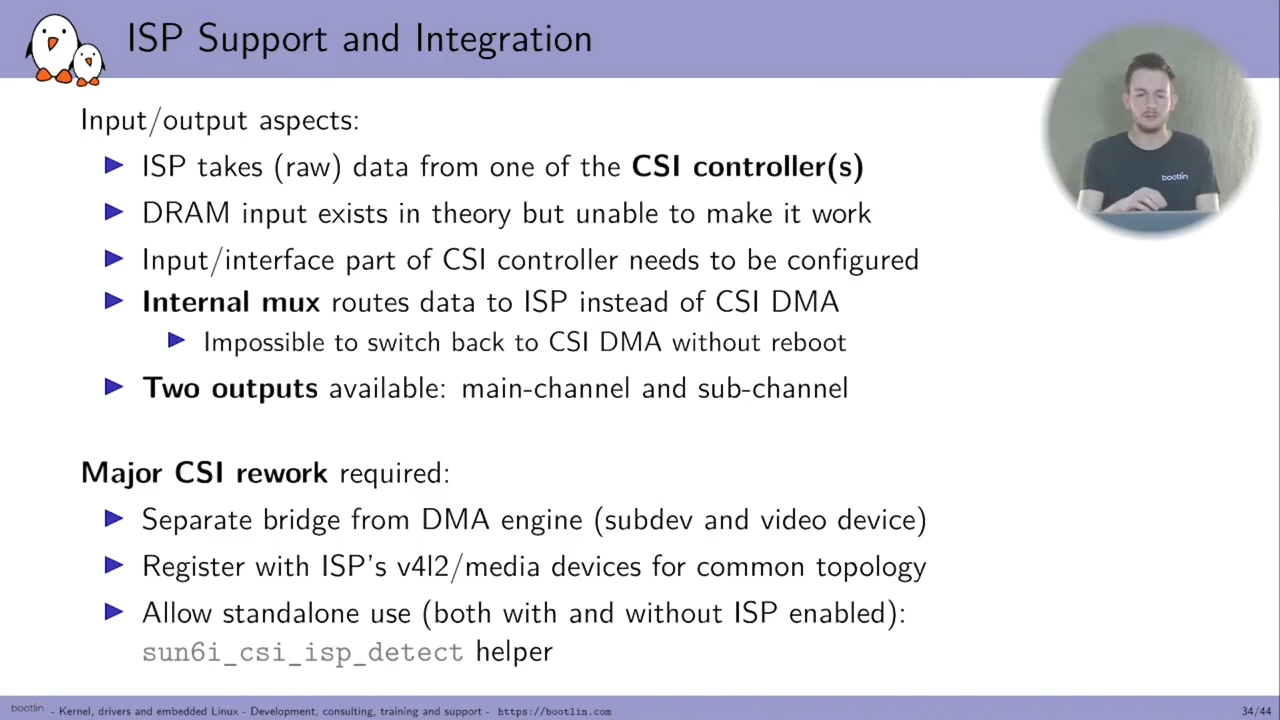 ISP Support and Integration
Input/output aspects:
ISP takes (raw) data from one of the CSI controller(s)
DRAM input exists in theory but unable to make it work
Input/interface part of CSI controller needs to be configured
Internal mux routes data to ISP instead of CSI DMA
Impossible to switch back to CSI DMA without reboot
Two outputs available: main-channel and sub-channel
Major CSI rework required:
Separate bridge from DMA engine (subdev and video device)
Register with ISP's v4l2/media devices for common topology
Allow standalone use (both with and without ISP enabled):
sun6i_csi_isp_detect helper
bootlin
bootlin - Kernel, drivers and embedded Linux - Development, consulting, training and support - https://bootlin.com
34/44